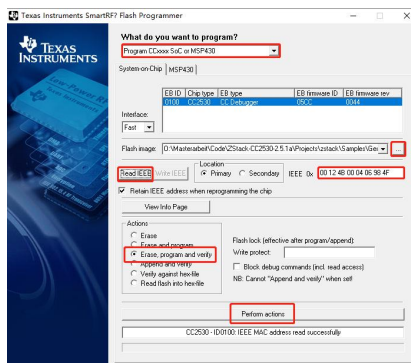 Texas Instruments SmartRF? Flash Programmer
TEXAS
INSTRUMENTS
What do you want to program?
Program CCxxxx SoC or MSP430
System-on-Chip MSP430
EB ID Chip type EB type EB firmware ID EB firmware rev
0100 CC2530 CC Debugger 05CC 0044
Interface:
Fast
Flash image: O:\Masterarbeit\Code\ZStack-CC2530-2.5.1a\Projects\zstack\Samples\Ge ...
Location
Read IEEE Write IEEE Primary Secondary IEEE 0x 00 12 4B 00 04 06 98 4F
Retain IEEE address when reprogramming the chip
View Info Page
Actions
Erase
Erase and program
Erase, program and verify
Append and verify
Verify against hex-file
Read flash into hex-file
Flash lock (effective after program/append):
Write protect:
Block debug commands (incl. read access)
NB: Cannot "Append and verify" when set!
Perform actions
CC2530 - ID0100: IEEE MAC address read successfully